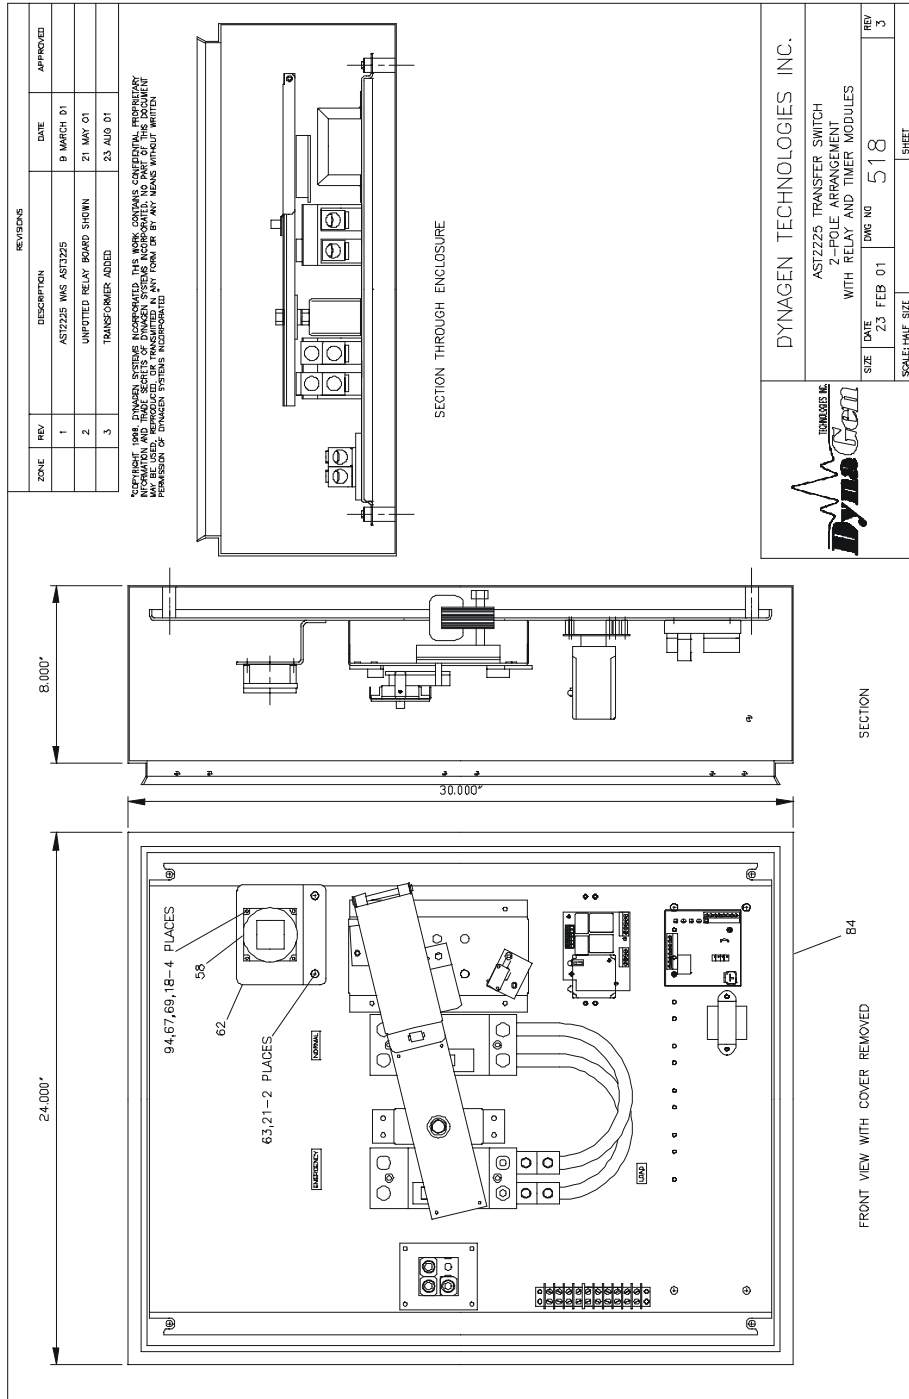 REVISIONS
ZONE REV DESCRIPTION DATE APPROVED
1 AST2225 WAS AST3225 9 MARCH 01
2 UNPOTTED RELAY BOARD SHOWN 21 MAY 01
3 TRANSFORMER ADDED 23 AUG 01
"COPYRIGHT 1998, DYNAGEN SYSTEMS INCORPORATED. THIS WORK CONTAINS CONFIDENTIAL, PROPRIETARY
INFORMATION AND TRADE SECRETS OF DYNAGEN SYSTEMS INCORPORATED. NO PART OF THIS DOCUMENT
MAY BE USED, REPRODUCED, OR TRANSMITTED IN ANY FORM OR BY ANY MEANS WITHOUT WRITTEN
PERMISSION OF DYNAGEN SYSTEMS INCORPORATED"
SECTION THROUGH ENCLOSURE
8.000"
SECTION
30.000"
24.000"
94,67,69,18-4 PLACES
58
62
63,21-2 PLACES
NORMAL
EMERGENCY
LOAD
84
FRONT VIEW WITH COVER REMOVED
TECHNOLOGIES INC.
DynaGen
DYNAGEN TECHNOLOGIES INC.
AST2225 TRANSFER SWITCH
2-POLE ARRANGEMENT
WITH RELAY AND TIMER MODULES
SIZE DATE 23 FEB 01 DWG NO 518 REV 3
SCALE: HALF SIZE SHEET